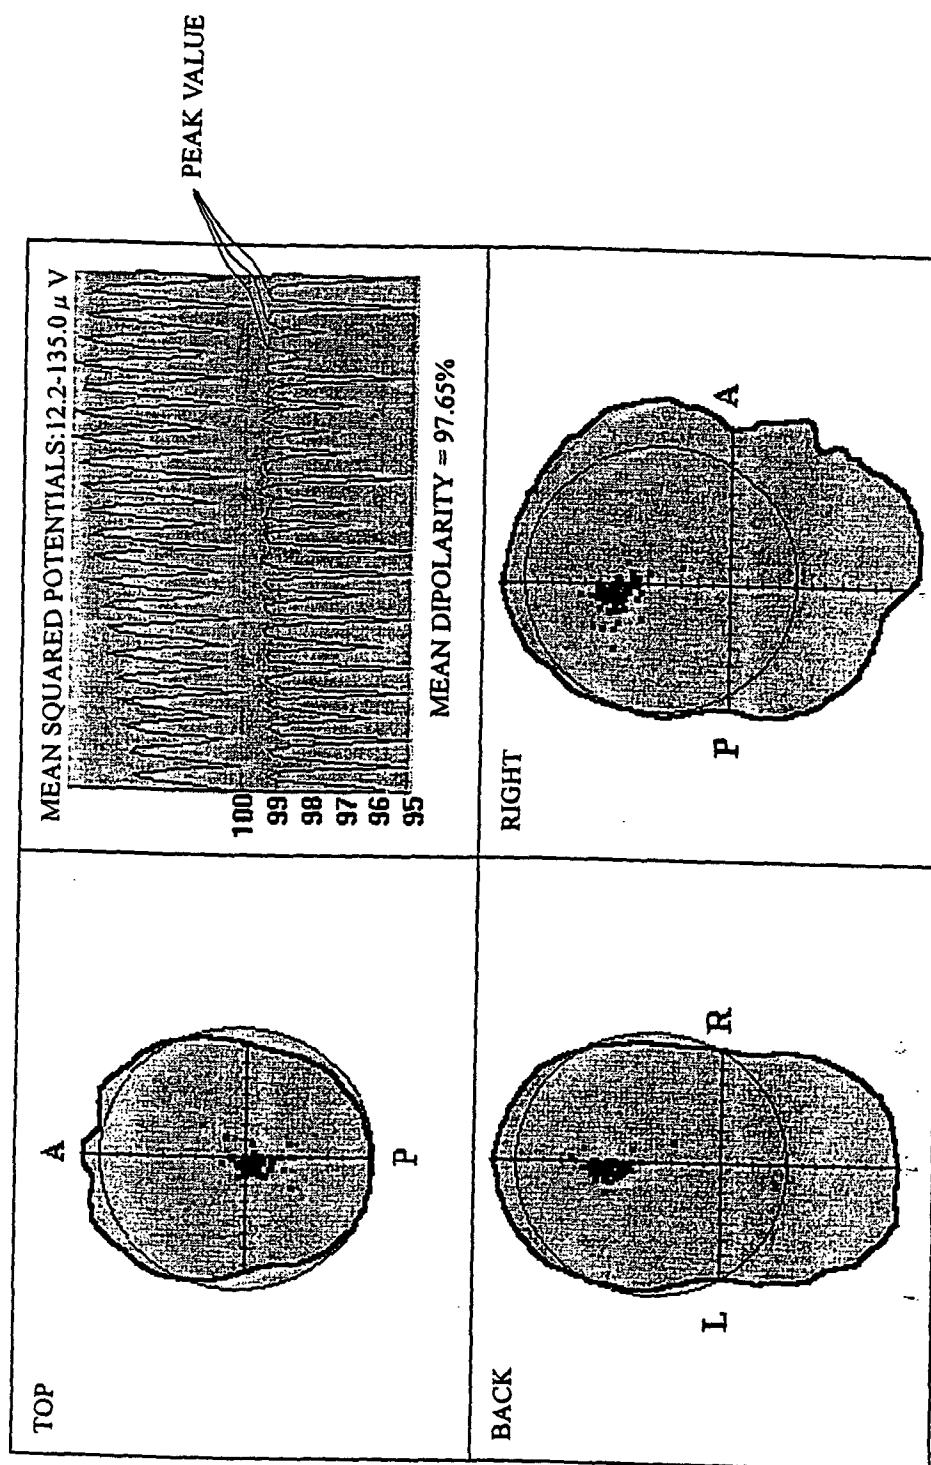 TOP
A
P
MEAN SQUARED POTENTIALS:12.2-135.0 μ V
100
99
98
97
96
95
MEAN DIPOLARITY = 97.65%
PEAK VALUE
BACK
L
R
RIGHT
P
A